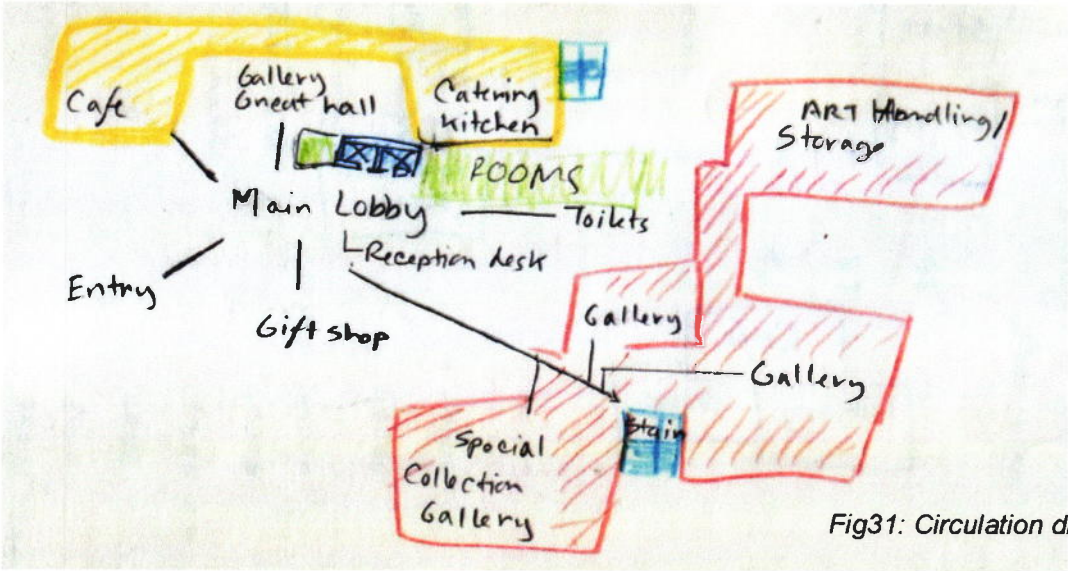 Cafe
Gallery
Great hall
Catering
Kitchen
ART Handling/
Storage
ROOMS
Main Lobby
Toilets
Reception desk
Entry
Gift shop
Gallery
Gallery
Stair
Special
Collection
Gallery
Fig31: Circulation di